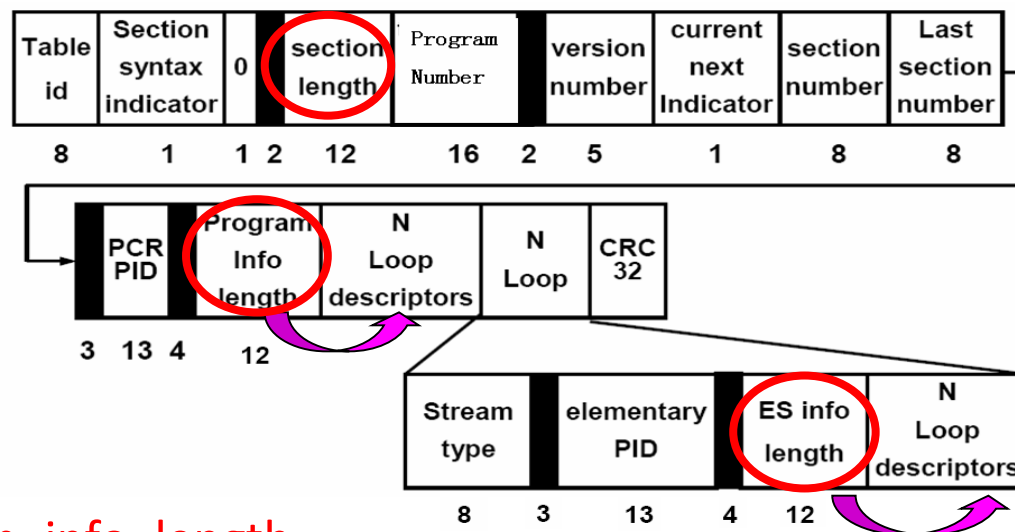 Table id
Section syntax indicator
0
section length
Program Number
version number
current next Indicator
section number
Last section number
8 1 1 2 12 16 2 5 1 8 8
PCR PID
Program Info length
N Loop descriptors
N Loop
CRC 32
3 13 4 12
Stream type
elementary PID
ES info length
N Loop descriptors
8 3 13 4 12
info length